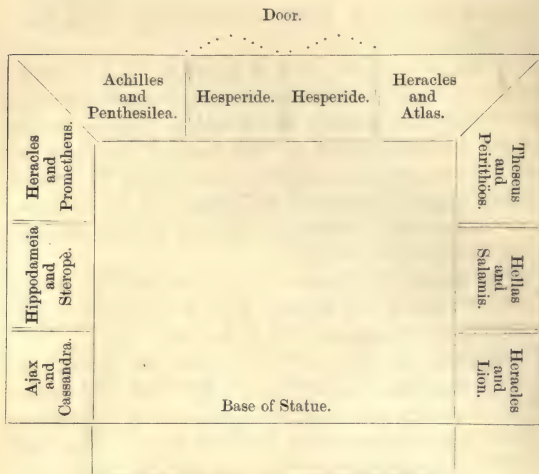 Door.
Achilles
and
Penthesilea.
Hesperide. Hesperide.
Heracles
and
Atlas.
Heracles
and
Prometheus.
Hippodameia
and
Steropè.
Ajax
and
Cassandra.
Theseus
and
Peirithöos.
Hellas
and
Salamis.
Heracles
and
Lion.
Base of Statue.